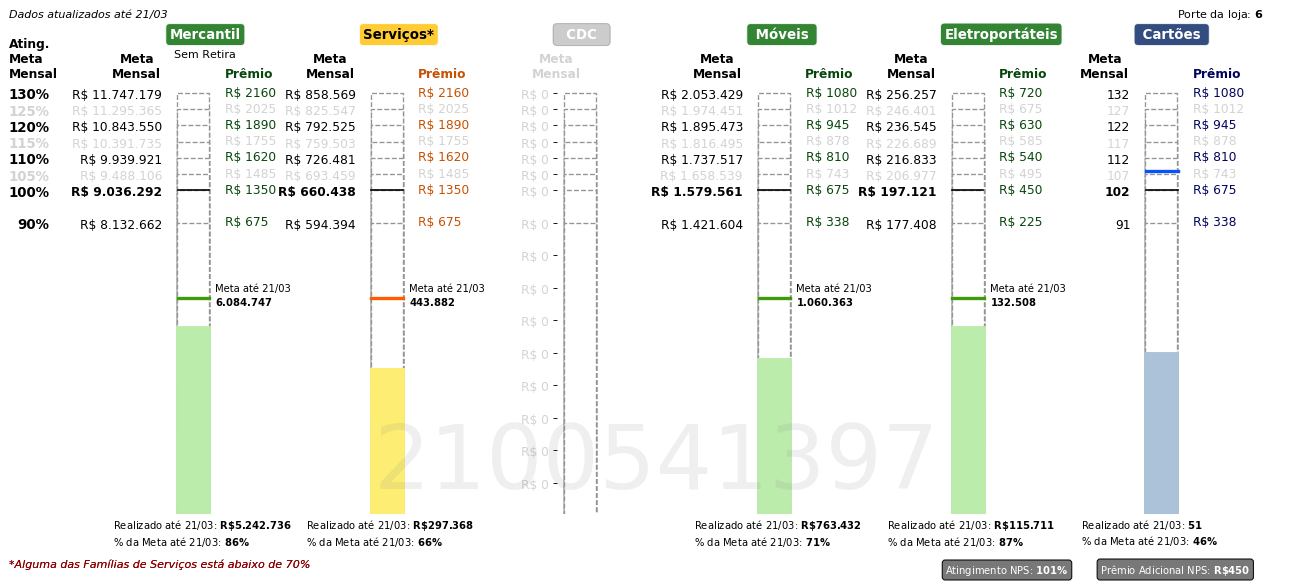 Dados atualizados até 21/03 Porte da loja: 6
Mercantil Serviços* CDC Móveis Eletroportáteis Cartões
Sem Retira
Ating. Meta Mensal Meta Mensal Prêmio Meta Mensal Prêmio Meta Mensal Meta Mensal Prêmio Meta Mensal Prêmio Meta Mensal Prêmio
130% R$ 11.747.179 R$ 2160 R$ 858.569 R$ 2160 R$ 0 R$ 2.053.429 R$ 1080 R$ 256.257 R$ 720 132 R$ 1080
125% R$ 11.295.365 R$ 2025 R$ 825.547 R$ 2025 R$ 0 R$ 1.974.451 R$ 1012 R$ 246.401 R$ 675 127 R$ 1012
120% R$ 10.843.550 R$ 1890 R$ 792.525 R$ 1890 R$ 0 R$ 1.895.473 R$ 945 R$ 236.545 R$ 630 122 R$ 945
115% R$ 10.391.735 R$ 1755 R$ 759.503 R$ 1755 R$ 0 R$ 1.816.495 R$ 878 R$ 226.689 R$ 585 117 R$ 878
110% R$ 9.939.921 R$ 1620 R$ 726.481 R$ 1620 R$ 0 R$ 1.737.517 R$ 810 R$ 216.833 R$ 540 112 R$ 810
105% R$ 9.488.106 R$ 1485 R$ 693.459 R$ 1485 R$ 0 R$ 1.658.539 R$ 743 R$ 206.977 R$ 495 107 R$ 743
100% R$ 9.036.292 R$ 1350 R$ 660.438 R$ 1350 R$ 0 R$ 1.579.561 R$ 675 R$ 197.121 R$ 450 102 R$ 675
90% R$ 8.132.662 R$ 675 R$ 594.394 R$ 675 R$ 0 R$ 1.421.604 R$ 338 R$ 177.408 R$ 225 91 R$ 338
R$ 0
Meta até 21/03 Meta até 21/03 R$ 0 Meta até 21/03 Meta até 21/03
6.084.747 443.882 1.060.363 132.508
R$ 0
R$ 0
R$ 0
R$ 0
R$ 0
R$ 0
2100541397
Realizado até 21/03: R$5.242.736 Realizado até 21/03: R$297.368 Realizado até 21/03: R$763.432 Realizado até 21/03: R$115.711 Realizado até 21/03: 51
% da Meta até 21/03: 86% % da Meta até 21/03: 66% % da Meta até 21/03: 71% % da Meta até 21/03: 87% % da Meta até 21/03: 46%
*Alguma das Famílias de Serviços está abaixo de 70% Atingimento NPS: 101% Prêmio Adicional NPS: R$450